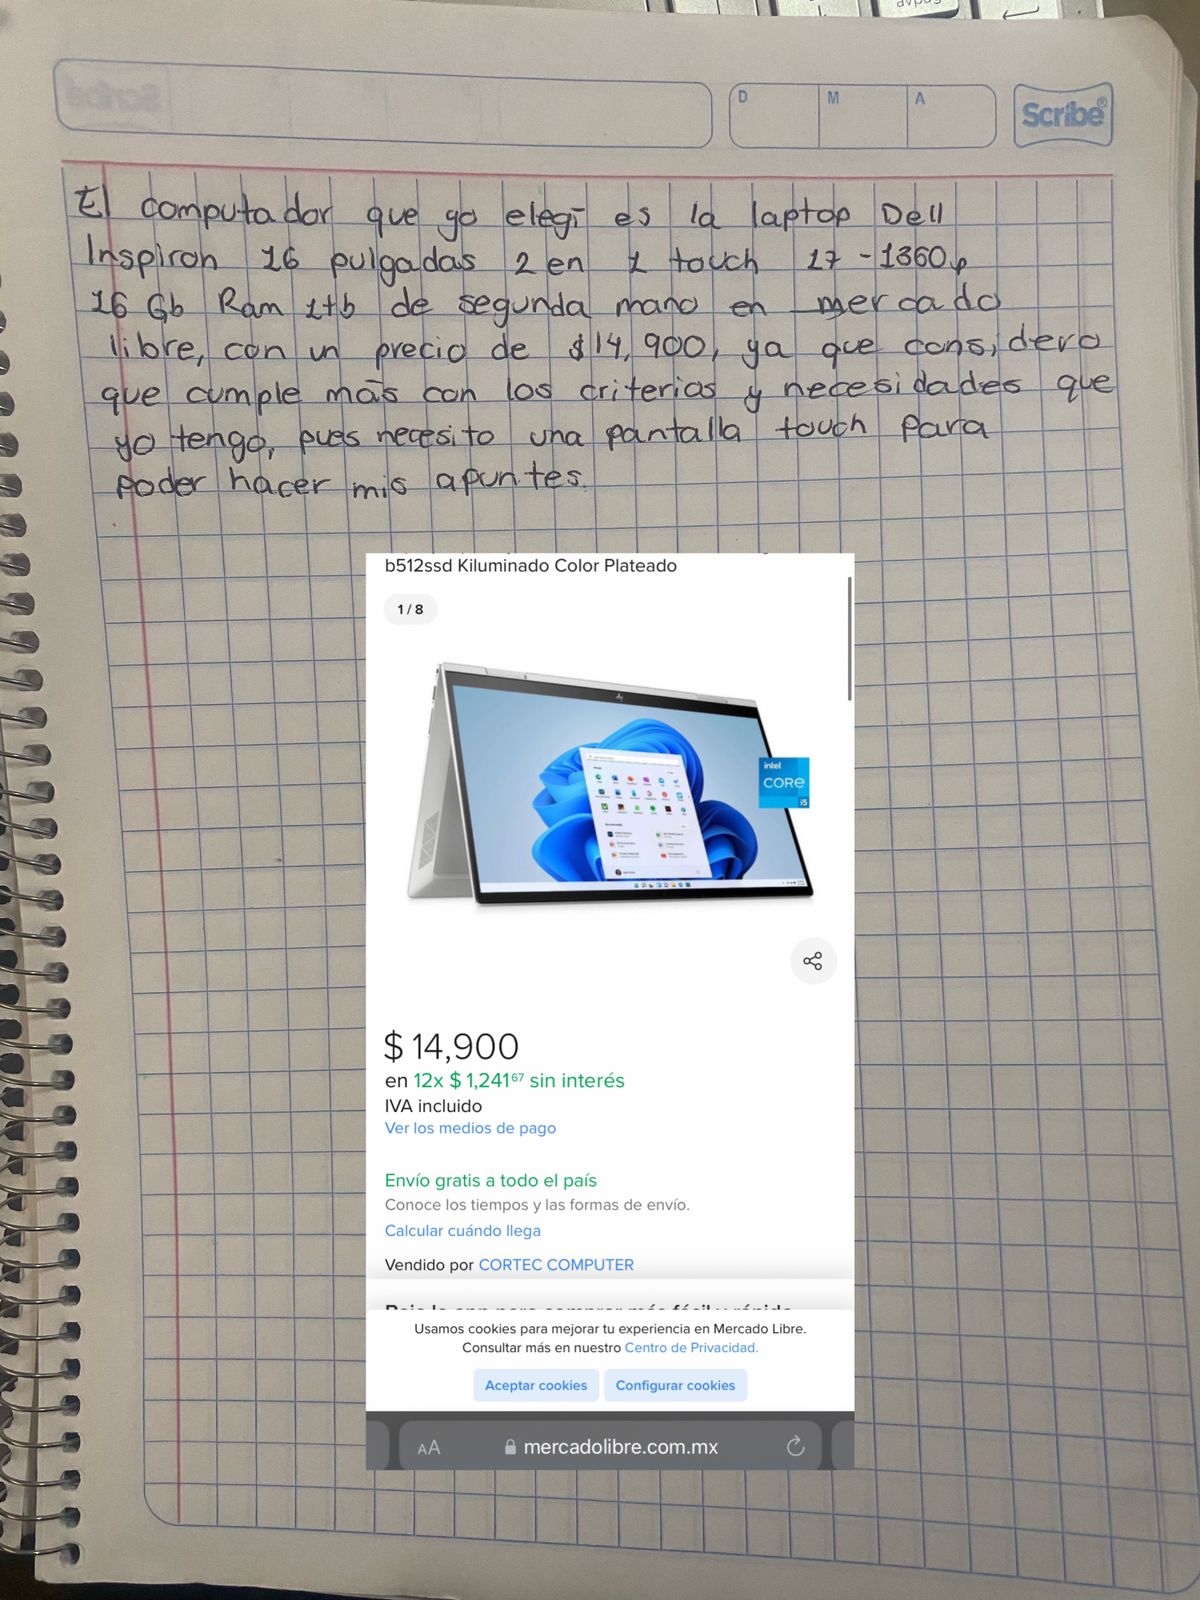 D M A
Scribe®
El computador que yo elegí es la laptop Dell
Inspiron 16 pulgadas 2 en 1 touch i7 - 1360p
16 Gb Ram 1tb de segunda mano en mercado
libre, con un precio de $14,900, ya que considero
que cumple más con los criterias y necesidades que
yo tengo, pues necesito una pantalla touch para
poder hacer mis apuntes.
b512ssd Kiluminado Color Plateado
1 / 8
intel
CORE
i5
$ 14,900
en 12x $ 1,241⁶⁷ sin interés
IVA incluido
Ver los medios de pago
Envío gratis a todo el país
Conoce los tiempos y las formas de envío.
Calcular cuándo llega
Vendido por CORTEC COMPUTER
Usamos cookies para mejorar tu experiencia en Mercado Libre.
Consultar más en nuestro Centro de Privacidad.
Aceptar cookies Configurar cookies
AA mercadolibre.com.mx